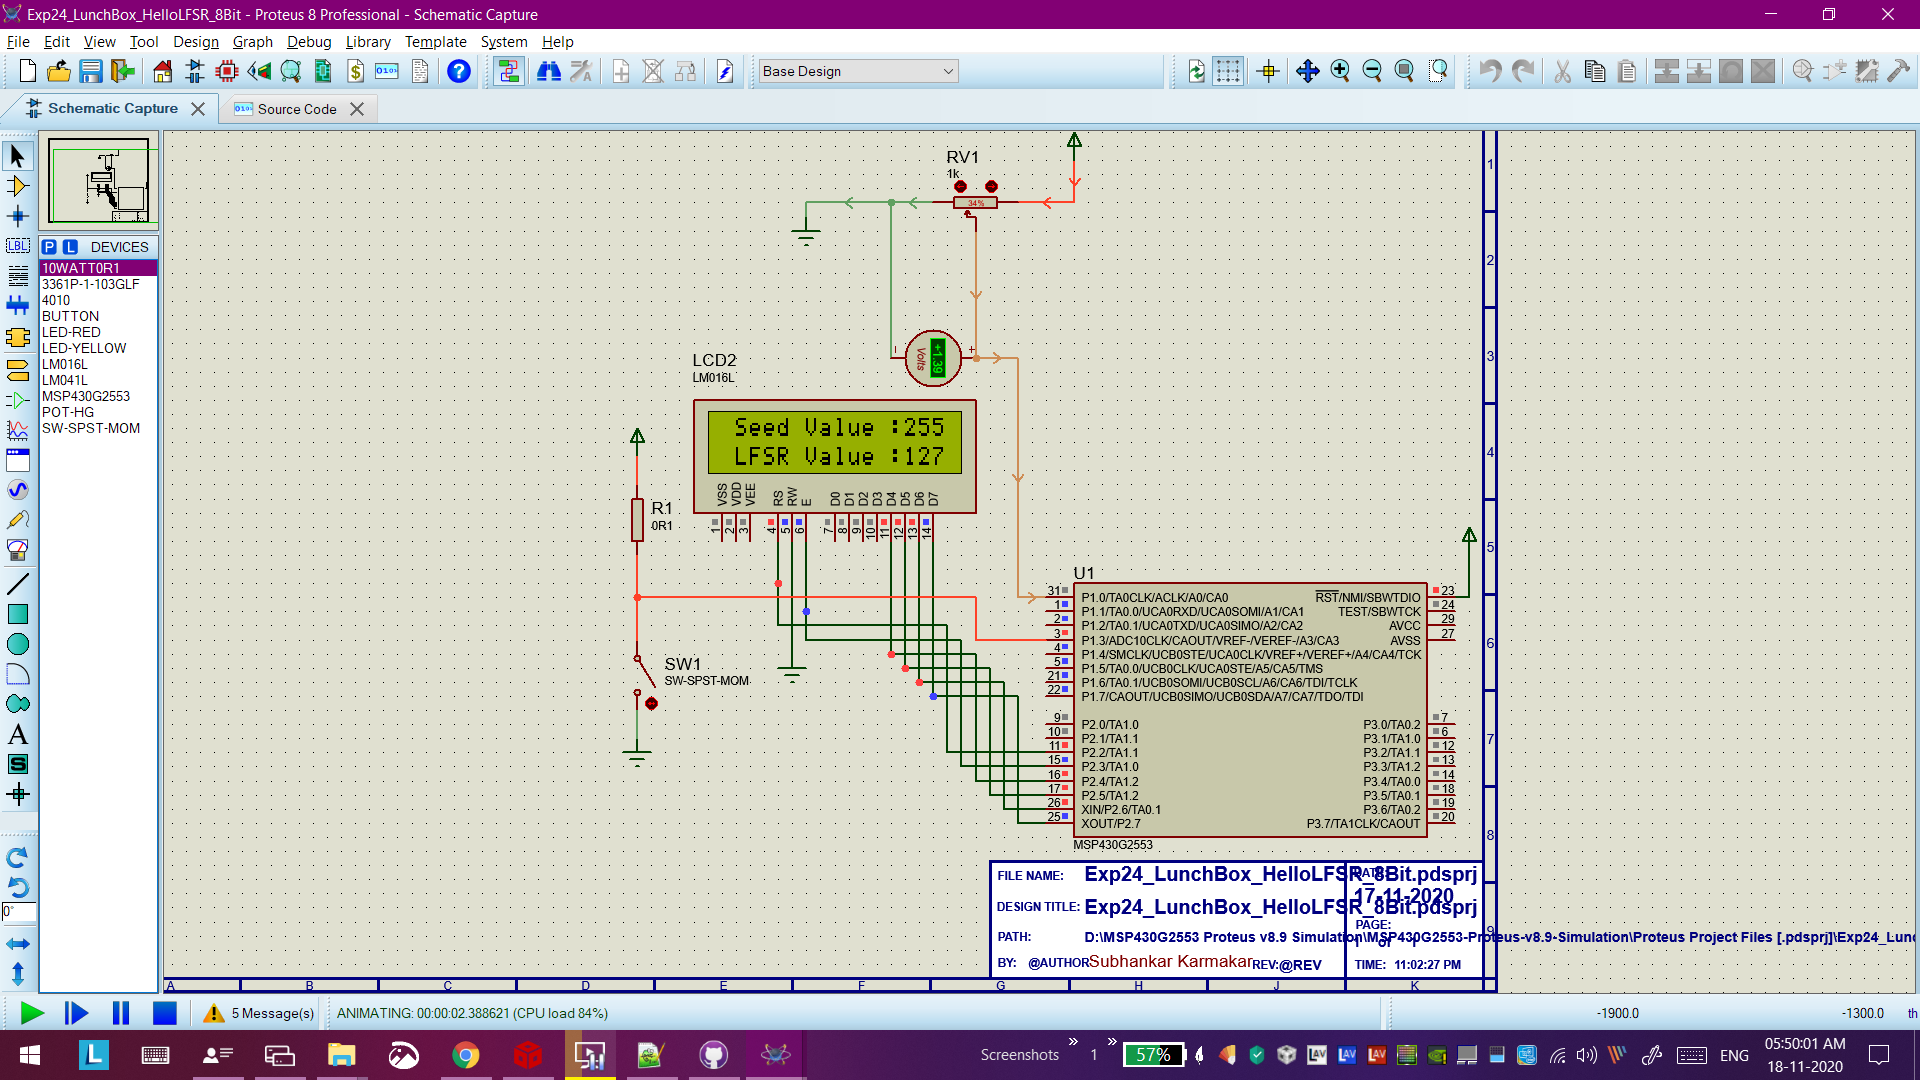 Exp24_LunchBox_HelloLFSR_8Bit - Proteus 8 Professional - Schematic Capture
File Edit View Tool Design Graph Debug Library Template System Help
Base Design
Schematic Capture
Source Code
P L DEVICES
10WATT0R1
3361P-1-103GLF
4010
BUTTON
LED-RED
LED-YELLOW
LM016L
LM041L
MSP430G2553
POT-HG
SW-SPST-MOM
LBL
A
S
0°
RV1
1k
34%
+1.39
Volts
LCD2
LM016L
Seed Value :255
LFSR Value :127
VSS VDD VEE RS RW E D0 D1 D2 D3 D4 D5 D6 D7
1 2 3 4 5 6 7 8 9 10 11 12 13 14
R1
0R1
SW1
SW-SPST-MOM
U1
31 P1.0/TA0CLK/ACLK/A0/CA0
1 P1.1/TA0.0/UCA0RXD/UCA0SOMI/A1/CA1
2 P1.2/TA0.1/UCA0TXD/UCA0SIMO/A2/CA2
3 P1.3/ADC10CLK/CAOUT/VREF-/VEREF-/A3/CA3
4 P1.4/SMCLK/UCB0STE/UCA0CLK/VREF+/VEREF+/A4/CA4/TCK
5 P1.5/TA0.0/UCB0CLK/UCA0STE/A5/CA5/TMS
21 P1.6/TA0.1/UCB0SOMI/UCB0SCL/A6/CA6/TDI/TCLK
22 P1.7/CAOUT/UCB0SIMO/UCB0SDA/A7/CA7/TDO/TDI
9 P2.0/TA1.0
10 P2.1/TA1.1
11 P2.2/TA1.1
15 P2.3/TA1.0
16 P2.4/TA1.2
17 P2.5/TA1.2
26 XIN/P2.6/TA0.1
25 XOUT/P2.7
RST/NMI/SBWTDIO 23
TEST/SBWTCK 24
AVCC 29
AVSS 27
P3.0/TA0.2 7
P3.1/TA1.0 6
P3.2/TA1.1 12
P3.3/TA1.2 13
P3.4/TA0.0 14
P3.5/TA0.1 18
P3.6/TA0.2 19
P3.7/TA1CLK/CAOUT 20
MSP430G2553
1
2
3
4
5
6
7
8
9
FILE NAME: Exp24_LunchBox_HelloLFSR_8Bit.pdsprj
DATE:
17-11-2020
DESIGN TITLE: Exp24_LunchBox_HelloLFSR_8Bit.pdsprj
PAGE:
PATH: D:\MSP430G2553 Proteus v8.9 Simulation\MSP430G2553-Proteus-v8.9-Simulation\Proteus Project Files [.pdsprj]\Exp24_Lunc
BY: @AUTHOR Subhankar Karmakar REV:@REV
TIME: 11:02:27 PM
A B C D E F G H J K
5 Message(s)
ANIMATING: 00:00:02.388621 (CPU load 84%)
-1900.0
-1300.0
th
Screenshots
1
57%
ENG
05:50:01 AM
18-11-2020